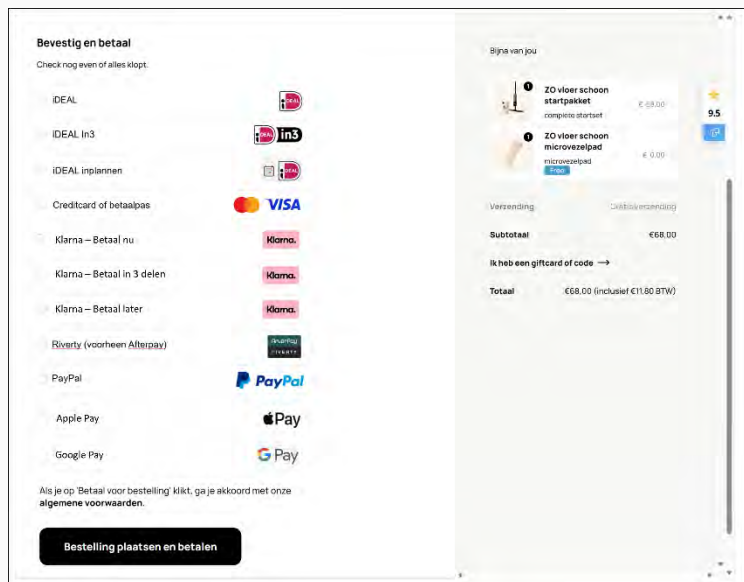 Bevestig en betaal
Check nog even of alles klopt.
iDEAL
iDEAL
iDEAL In3
iDEAL in3
iDEAL inplannen
iDEAL
Creditcard of betaalpas
VISA
Klarna – Betaal nu
Klarna.
Klarna – Betaal in 3 delen
Klarna.
Klarna – Betaal later
Klarna.
Riverty (voorheen Afterpay)
AfterPay
RIVERTY
PayPal
PayPal
Apple Pay
Pay
Google Pay
G Pay
Als je op 'Betaal voor bestelling' klikt, ga je akkoord met onze
algemene voorwaarden.
Bestelling plaatsen en betalen
Bijna van jou
1
ZO vloer schoon
startpakket
complete startset
€ 68,00
1
ZO vloer schoon
microvezelpad
microvezelpad
€ 0,00
Free
9.5
Verzending
Gratis verzending
Subtotaal
€68,00
Ik heb een giftcard of code →
Totaal
€68,00 (inclusief €11,80 BTW)